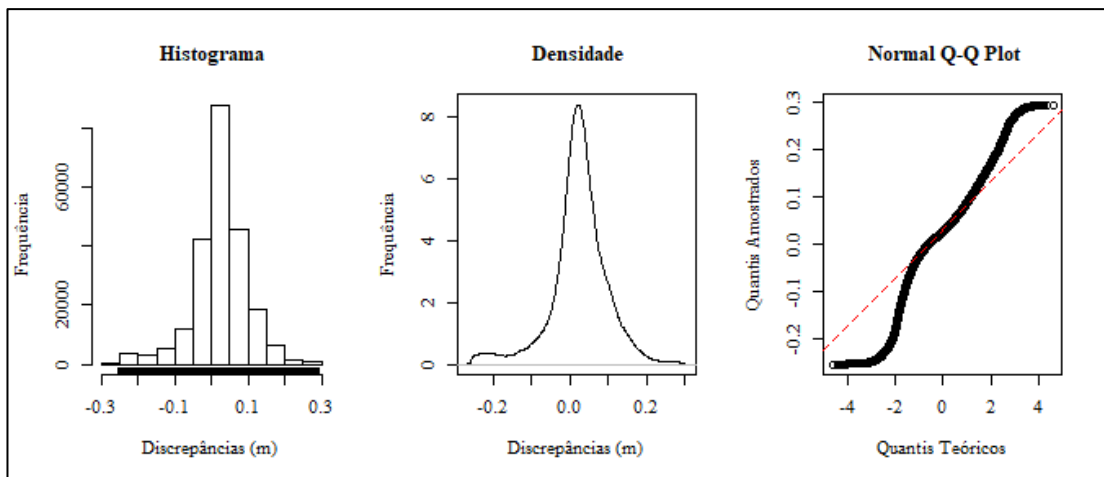 Histograma
Frequência
60000
20000
0
-0.3
-0.1
0.1
0.3
Discrepâncias (m)
Densidade
Frequência
8
6
4
2
0
-0.2
0.0
0.2
Discrepâncias (m)
Normal Q-Q Plot
Quantis Amostrados
0.3
0.2
0.1
0.0
-0.1
-0.2
-4
-2
0
2
4
Quantis Teóricos